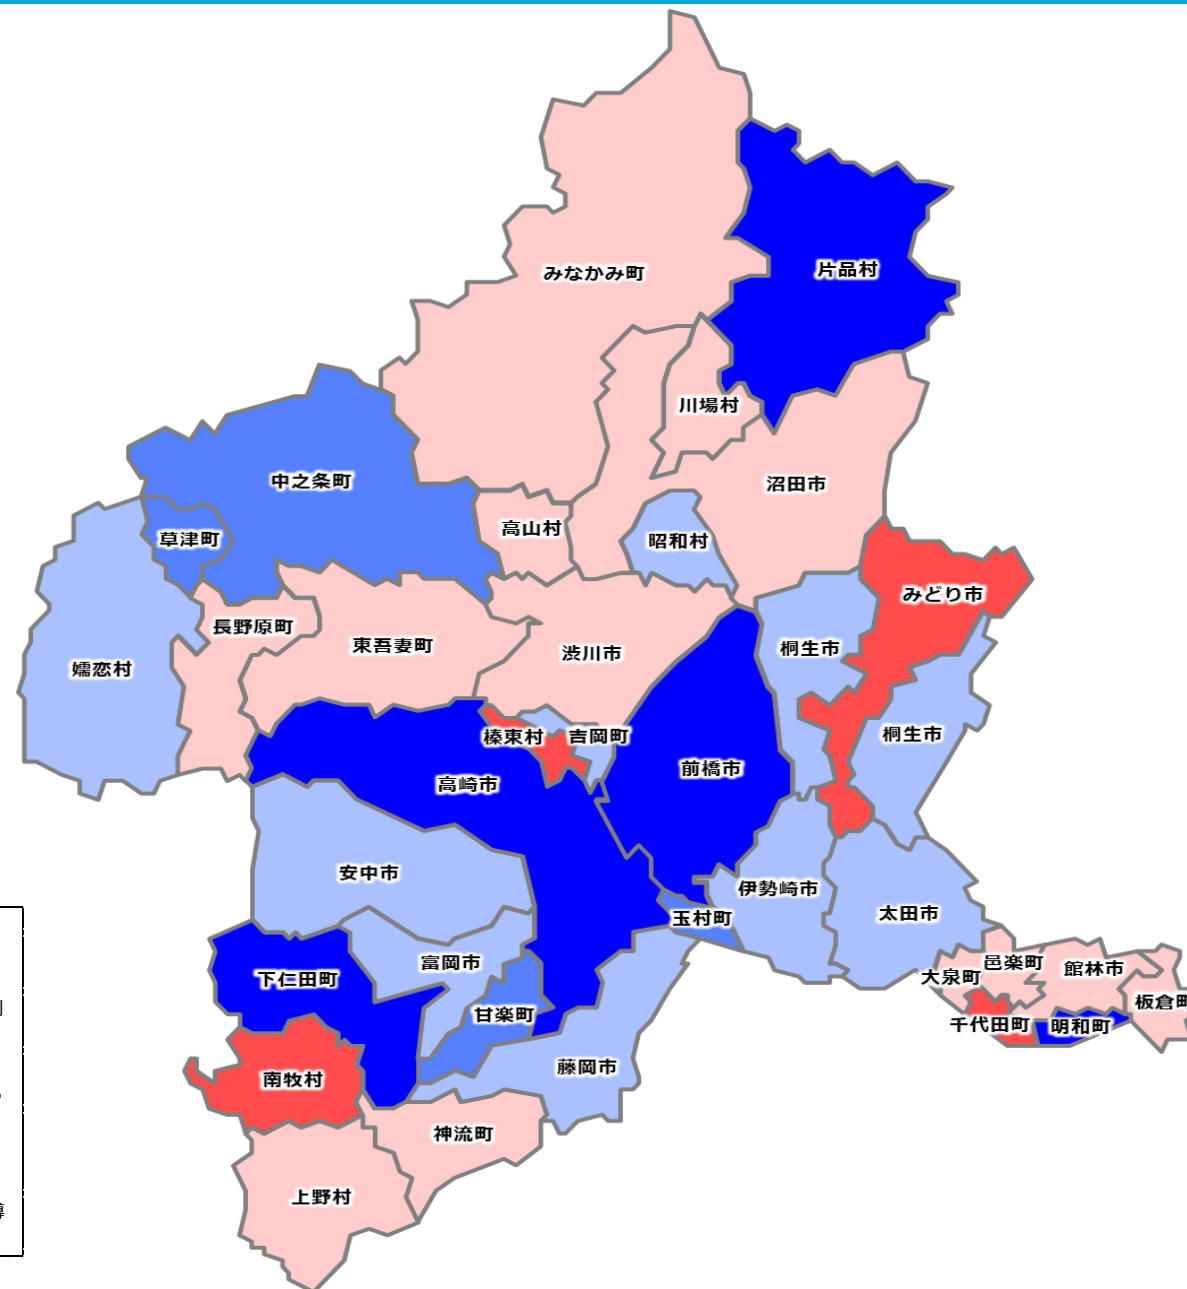 みなかみ町
片品村
川場村
中之条町
沼田市
高山村
草津町
昭和村
みどり市
長野原町
東吾妻町
渋川市
桐生市
嬬恋村
桐生市
榛東村
吉岡町
前橋市
高崎市
安中市
伊勢崎市
太田市
玉村町
富岡市
邑楽町
館林市
大泉町
下仁田町
板倉町
甘楽町
千代田町
明和町
藤岡市
南牧村
神流町
上野村